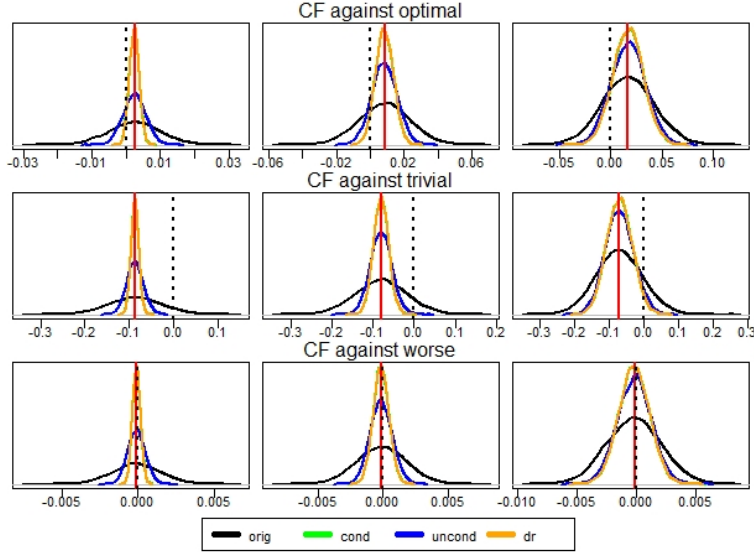 CF against optimal
-0.03 -0.01 0.01 0.03
-0.06 -0.02 0.02 0.06
-0.05 0.00 0.05 0.10
CF against trivial
-0.3 -0.2 -0.1 0.0 0.1
-0.3 -0.2 -0.1 0.0 0.1 0.2
-0.3 -0.2 -0.1 0.0 0.1 0.2 0.3
CF against worse
-0.005 0.000 0.005
-0.005 0.000 0.005
-0.010 -0.005 0.000 0.005
orig cond uncond dr